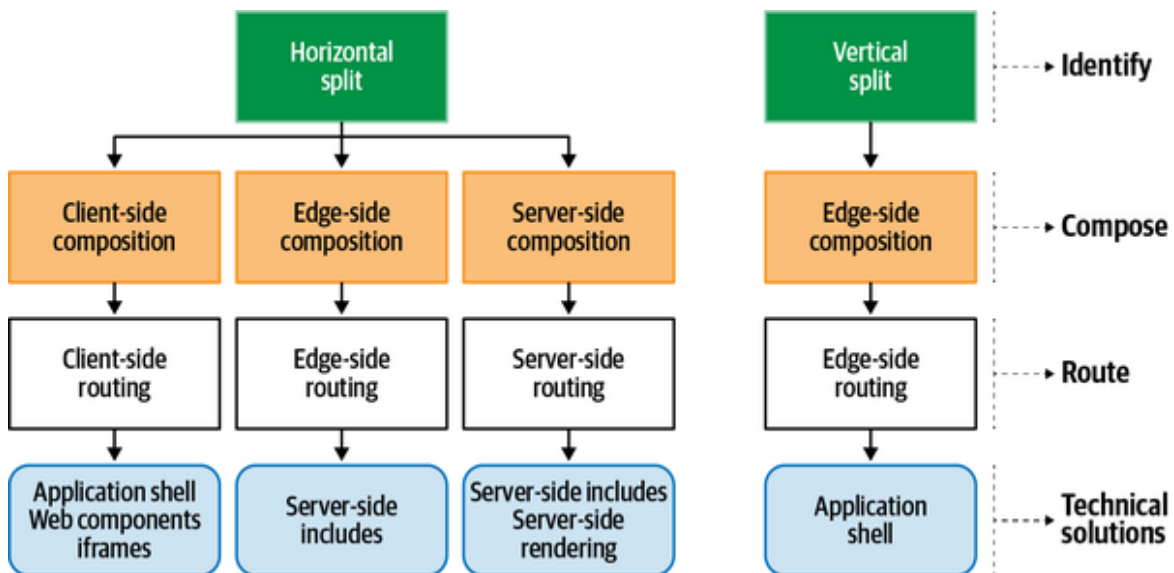 Horizontal
split
Vertical
split
Identify
Client-side
composition
Edge-side
composition
Server-side
composition
Edge-side
composition
Compose
Client-side
routing
Edge-side
routing
Server-side
routing
Edge-side
routing
Route
Application shell
Web components
iframes
Server-side
includes
Server-side includes
Server-side
rendering
Application
shell
Technical
solutions